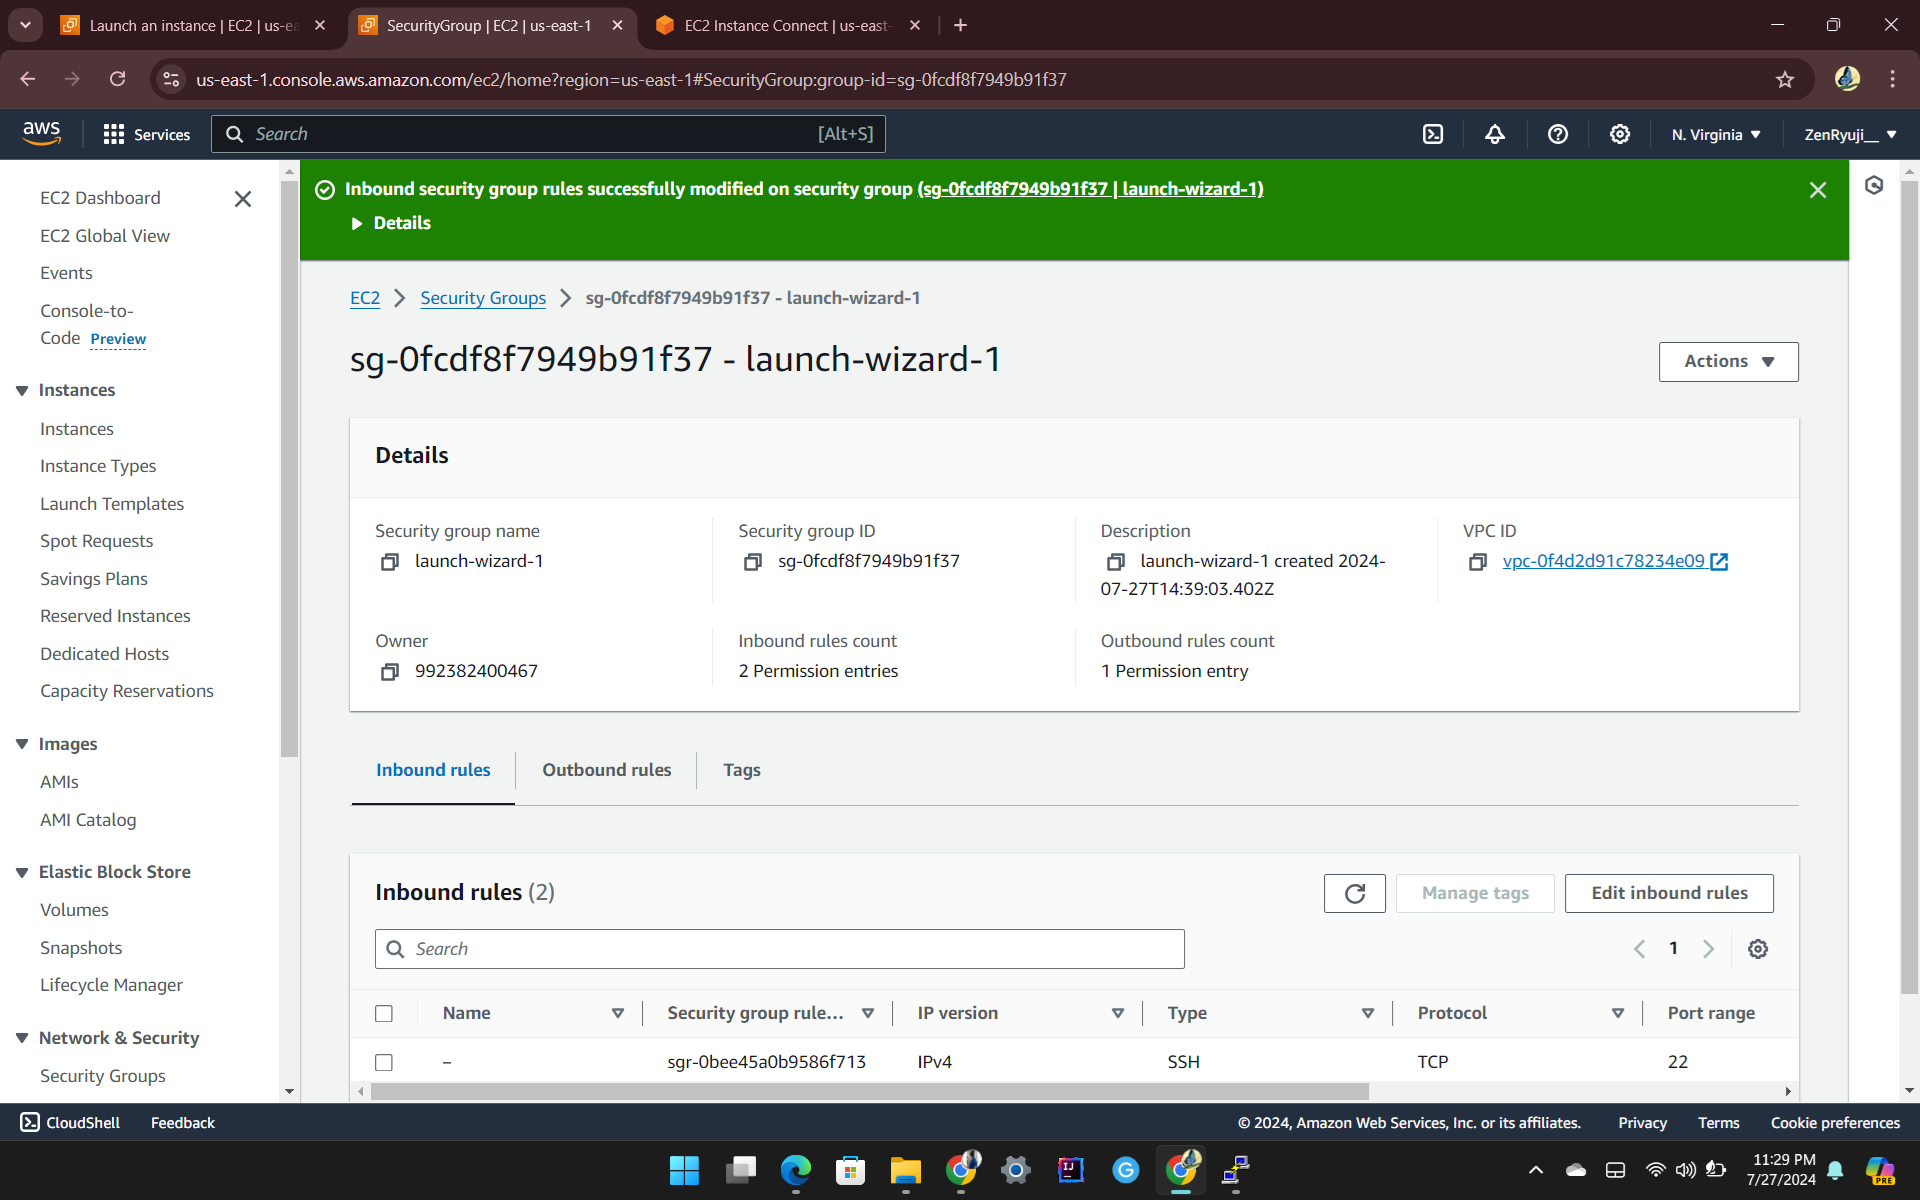 Launch an instance | EC2 | us-ea
SecurityGroup | EC2 | us-east-1
EC2 Instance Connect | us-east-
us-east-1.console.aws.amazon.com/ec2/home?region=us-east-1#SecurityGroup:group-id=sg-0fcdf8f7949b91f37
aws
Services
Search
[Alt+S]
N. Virginia
ZenRyuji__
EC2 Dashboard
EC2 Global View
Events
Console-to-
Code Preview
Instances
Instances
Instance Types
Launch Templates
Spot Requests
Savings Plans
Reserved Instances
Dedicated Hosts
Capacity Reservations
Images
AMIs
AMI Catalog
Elastic Block Store
Volumes
Snapshots
Lifecycle Manager
Network & Security
Security Groups
Inbound security group rules successfully modified on security group (sg-0fcdf8f7949b91f37 | launch-wizard-1)
Details
EC2
Security Groups
sg-0fcdf8f7949b91f37 - launch-wizard-1
sg-0fcdf8f7949b91f37 - launch-wizard-1
Actions
Details
Security group name
launch-wizard-1
Security group ID
sg-0fcdf8f7949b91f37
Description
launch-wizard-1 created 2024-
07-27T14:39:03.402Z
VPC ID
vpc-0f4d2d91c78234e09
Owner
992382400467
Inbound rules count
2 Permission entries
Outbound rules count
1 Permission entry
Inbound rules
Outbound rules
Tags
Inbound rules (2)
Manage tags
Edit inbound rules
Search
1
Name
Security group rule...
IP version
Type
Protocol
Port range
–
sgr-0bee45a0b9586f713
IPv4
SSH
TCP
22
CloudShell
Feedback
© 2024, Amazon Web Services, Inc. or its affiliates.
Privacy
Terms
Cookie preferences
IJ
G
11:29 PM
7/27/2024
PRE